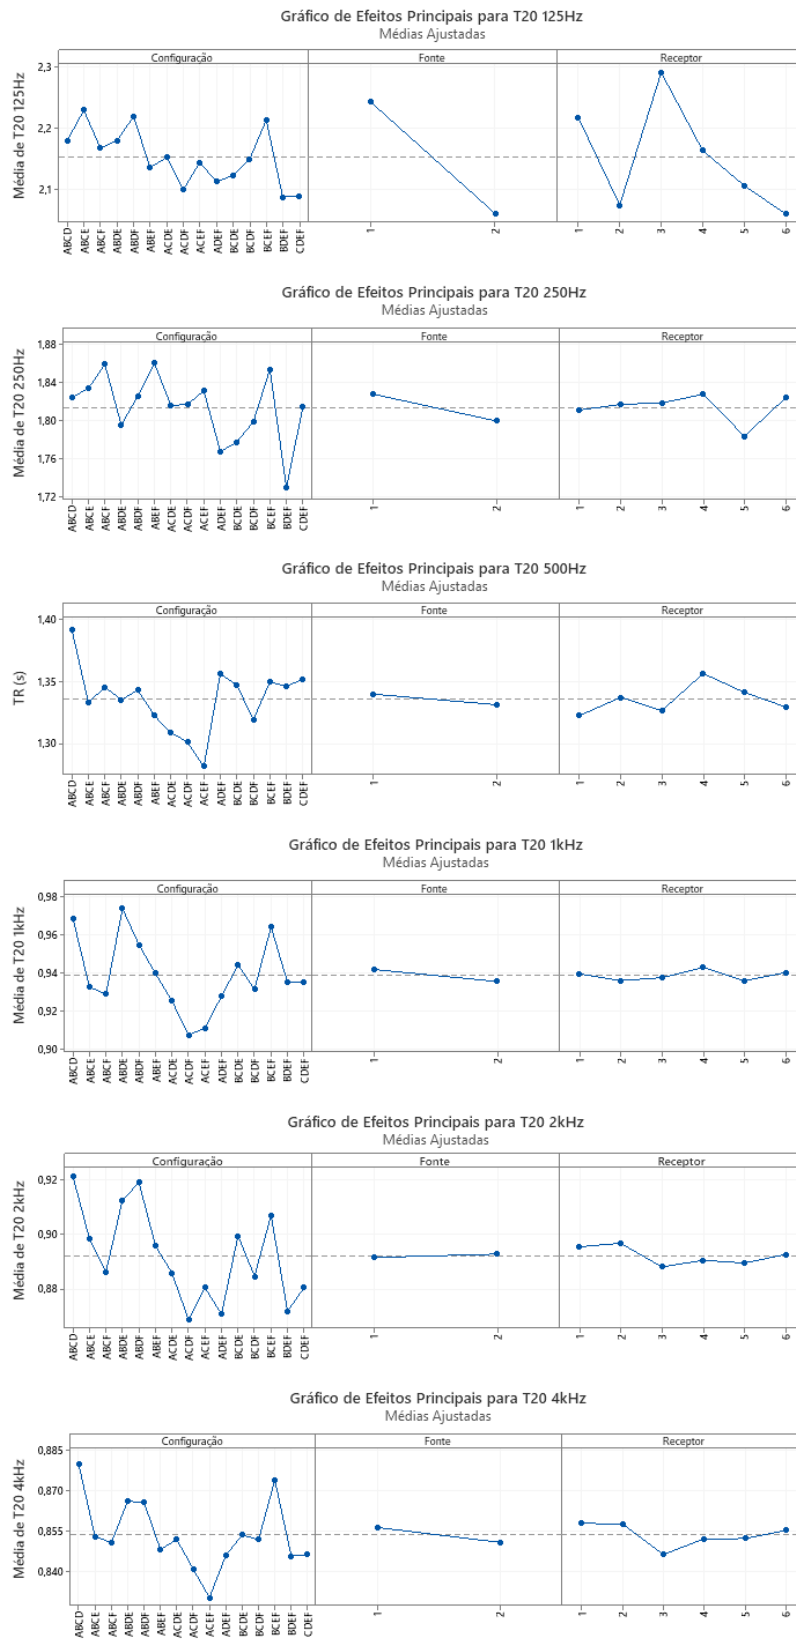 Gráfico de Efeitos Principais para T20 125Hz
Médias Ajustadas
Configuração Fonte Receptor
Média de T20 125Hz
2,3
2,2
2,1
ABCD ABCE ABCF ABDE ABDF ABEF ACDE ACDF ACEF ADEF BCDE BCDF BCEF BDEF CDEF 1 2 1 2 3 4 5 6
Gráfico de Efeitos Principais para T20 250Hz
Médias Ajustadas
Configuração Fonte Receptor
Média de T20 250Hz
1,88
1,84
1,80
1,76
1,72
ABCD ABCE ABCF ABDE ABDF ABEF ACDE ACDF ACEF ADEF BCDE BCDF BCEF BDEF CDEF 1 2 1 2 3 4 5 6
Gráfico de Efeitos Principais para T20 500Hz
Médias Ajustadas
Configuração Fonte Receptor
TR (s)
1,40
1,35
1,30
ABCD ABCE ABCF ABDE ABDF ABEF ACDE ACDF ACEF ADEF BCDE BCDF BCEF BDEF CDEF 1 2 1 2 3 4 5 6
Gráfico de Efeitos Principais para T20 1kHz
Médias Ajustadas
Configuração Fonte Receptor
Média de T20 1kHz
0,98
0,96
0,94
0,92
0,90
ABCD ABCE ABCF ABDE ABDF ABEF ACDE ACDF ACEF ADEF BCDE BCDF BCEF BDEF CDEF 1 2 1 2 3 4 5 6
Gráfico de Efeitos Principais para T20 2kHz
Médias Ajustadas
Configuração Fonte Receptor
Média de T20 2kHz
0,92
0,90
0,88
ABCD ABCE ABCF ABDE ABDF ABEF ACDE ACDF ACEF ADEF BCDE BCDF BCEF BDEF CDEF 1 2 1 2 3 4 5 6
Gráfico de Efeitos Principais para T20 4kHz
Médias Ajustadas
Configuração Fonte Receptor
Média de T20 4kHz
0,885
0,870
0,855
0,840
ABCD ABCE ABCF ABDE ABDF ABEF ACDE ACDF ACEF ADEF BCDE BCDF BCEF BDEF CDEF 1 2 1 2 3 4 5 6